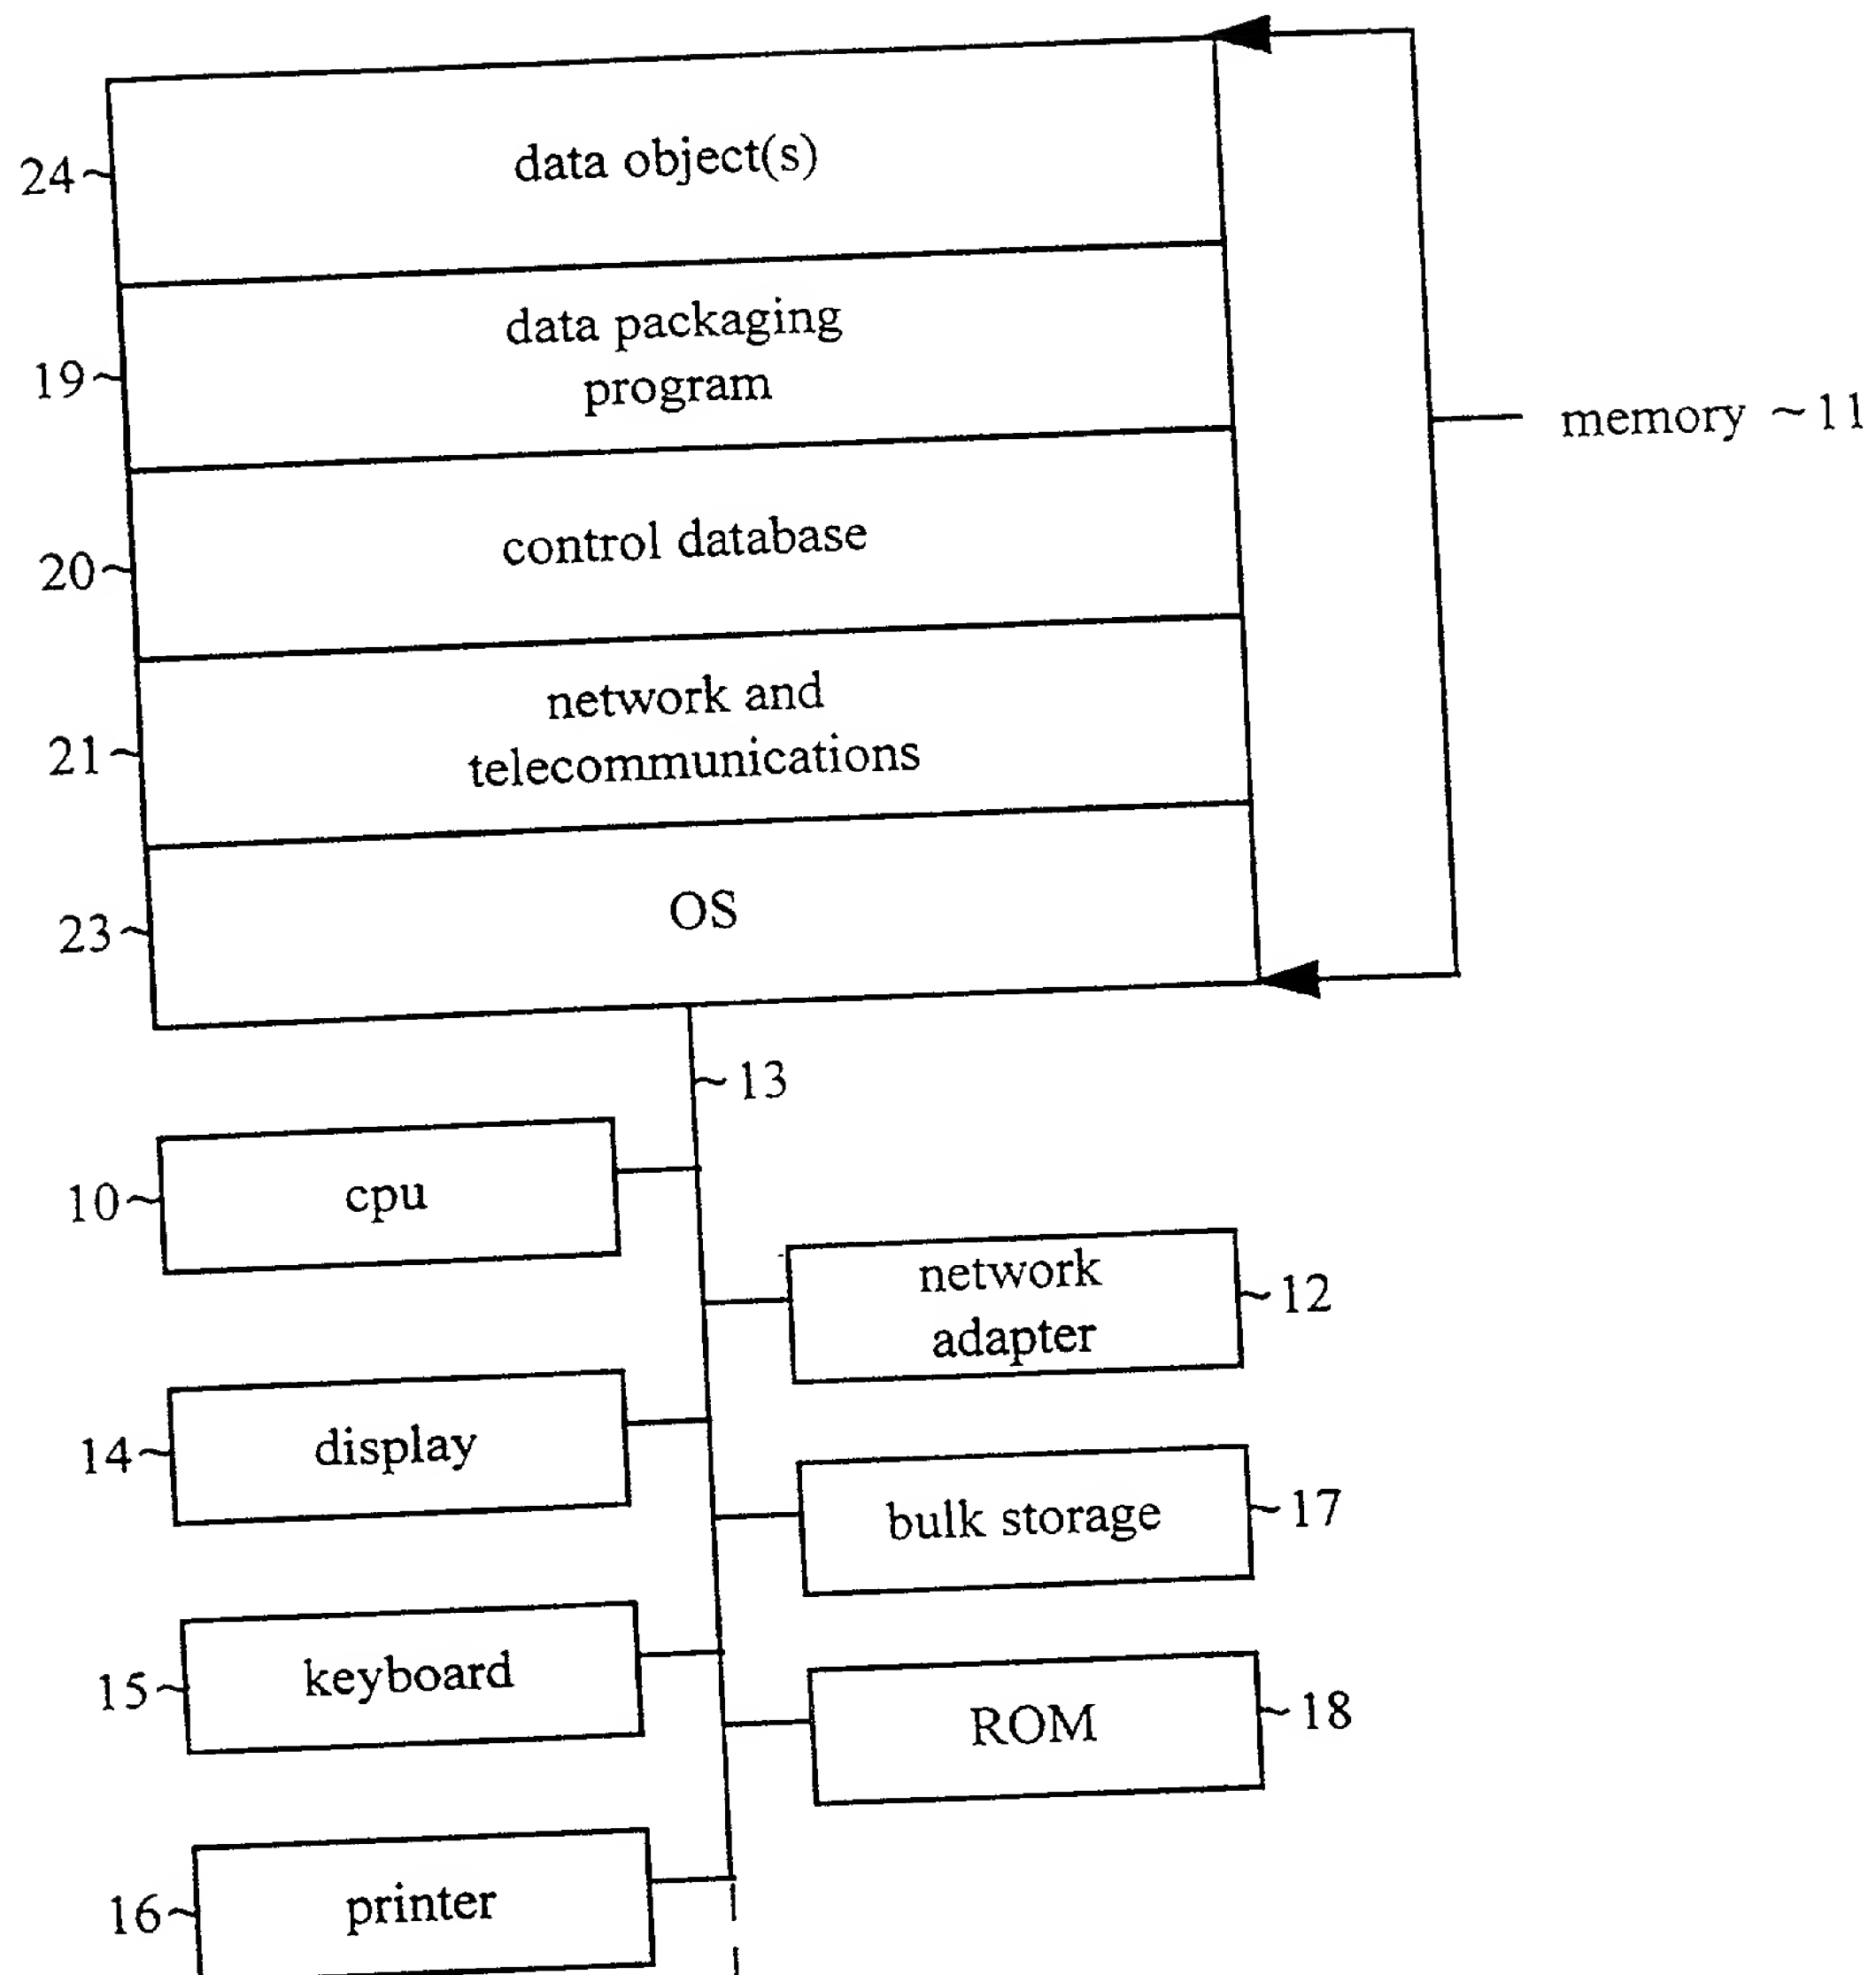 24
data object(s)
19
data packaging
program
memory ~11
20
control database
21
network and
telecommunications
23
OS
13
10
cpu
network
adapter
12
14
display
bulk storage
17
15
keyboard
ROM
18
16
printer